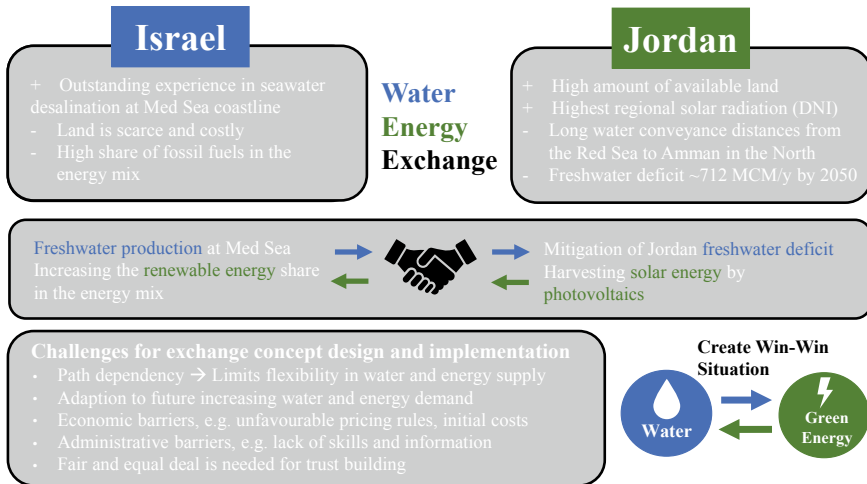 Israel
+ Outstanding experience in seawater
desalination at Med Sea coastline
- Land is scarce and costly
- High share of fossil fuels in the
energy mix
Water
Energy
Exchange
Jordan
+ High amount of available land
+ Highest regional solar radiation (DNI)
- Long water conveyance distances from
the Red Sea to Amman in the North
- Freshwater deficit ~712 MCM/y by 2050
Freshwater production at Med Sea
Increasing the renewable energy share
in the energy mix
Mitigation of Jordan freshwater deficit
Harvesting solar energy by
photovoltaics
Challenges for exchange concept design and implementation
· Path dependency → Limits flexibility in water and energy supply
· Adaption to future increasing water and energy demand
· Economic barriers, e.g. unfavourable pricing rules, initial costs
· Administrative barriers, e.g. lack of skills and information
· Fair and equal deal is needed for trust building
Create Win-Win
Situation
Water
Green
Energy